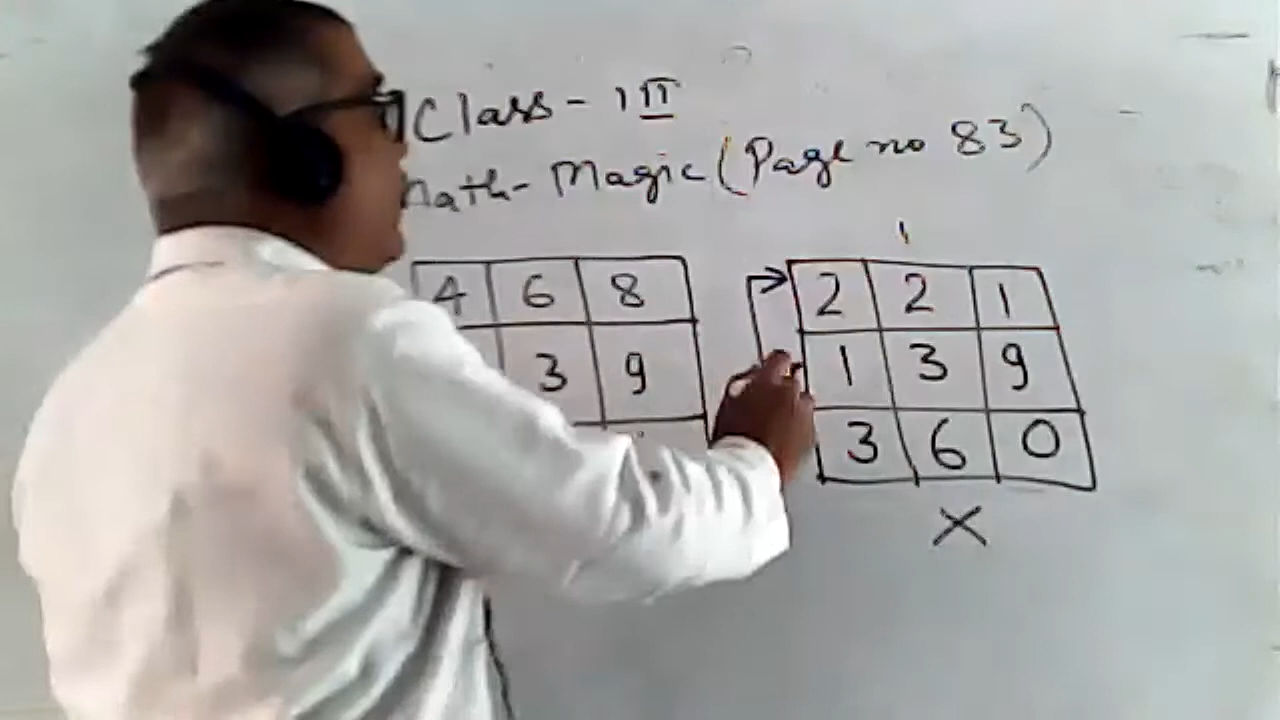 Class - III
Math - Magic (Page no 83)
1
4 6 8
3 9
2 2 1
1 3 9
3 6 0
X